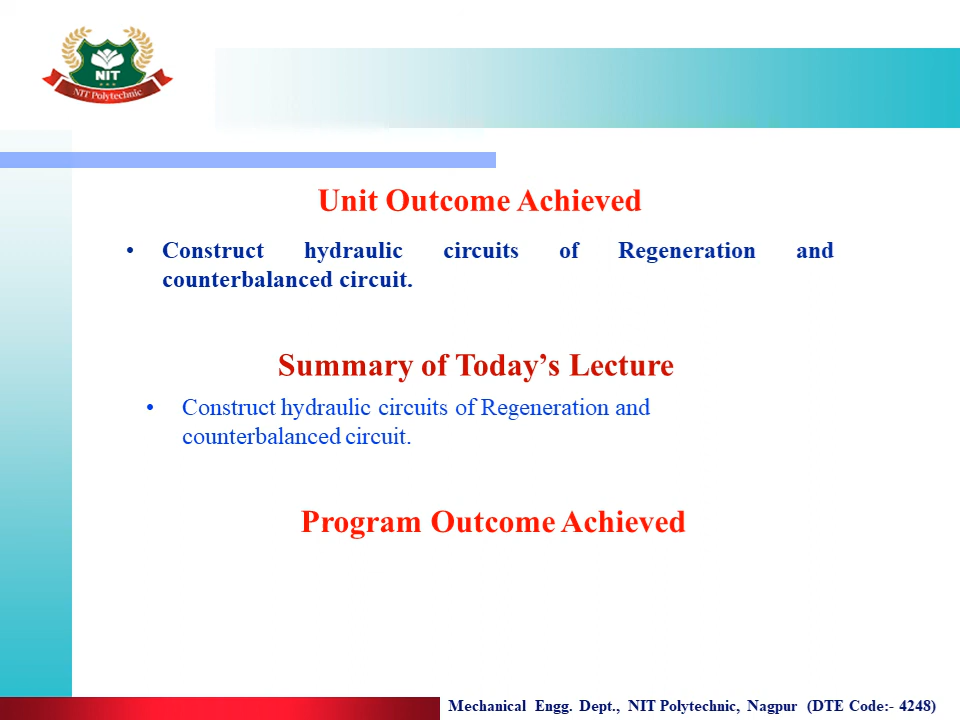 NIT
NIT Polytechnic
Unit Outcome Achieved
• Construct hydraulic circuits of Regeneration and
counterbalanced circuit.
Summary of Today’s Lecture
• Construct hydraulic circuits of Regeneration and
counterbalanced circuit.
Program Outcome Achieved
Mechanical Engg. Dept., NIT Polytechnic, Nagpur (DTE Code:- 4248)